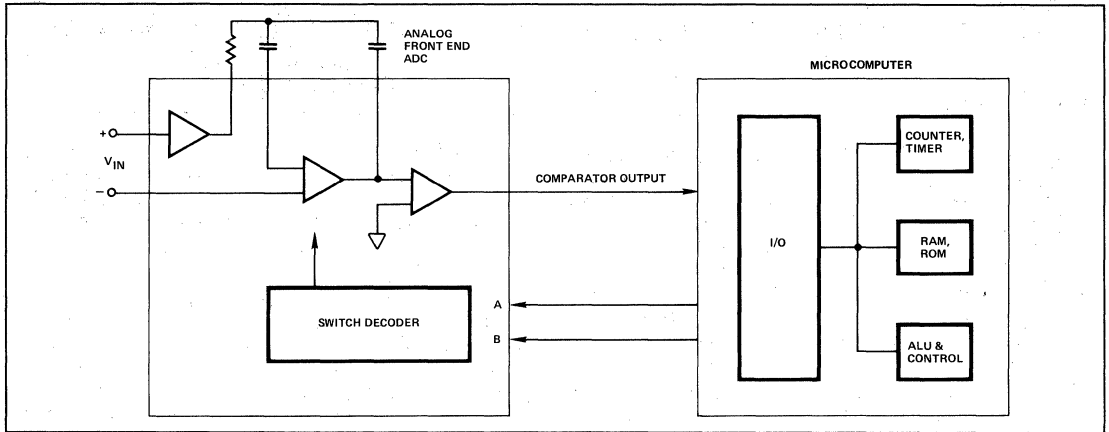 ANALOG
FRONT END
ADC
MICROCOMPUTER
+
V_IN
−
COMPARATOR OUTPUT
A
B
SWITCH DECODER
I/O
COUNTER,
TIMER
RAM,
ROM
ALU &
CONTROL